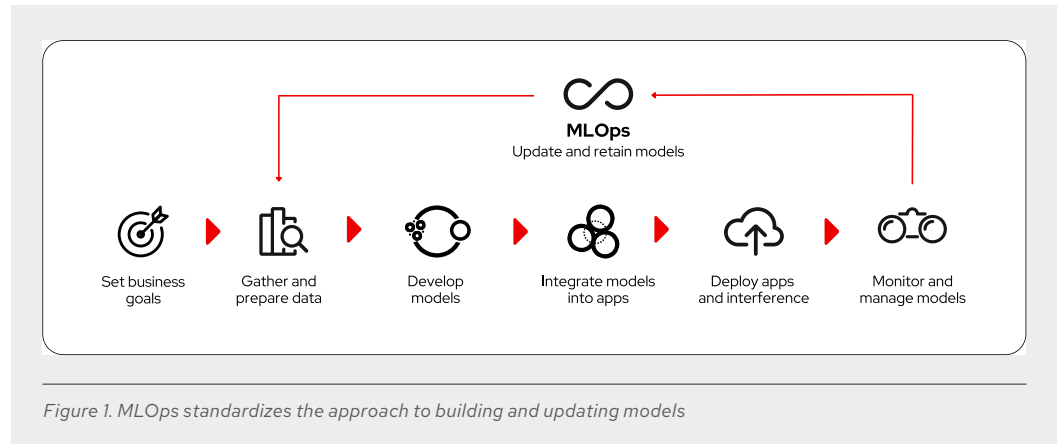 MLOps
Update and retain models
Set business
goals
Gather and
prepare data
Develop
models
Integrate models
into apps
Deploy apps
and interference
Monitor and
manage models
Figure 1. MLOps standardizes the approach to building and updating models